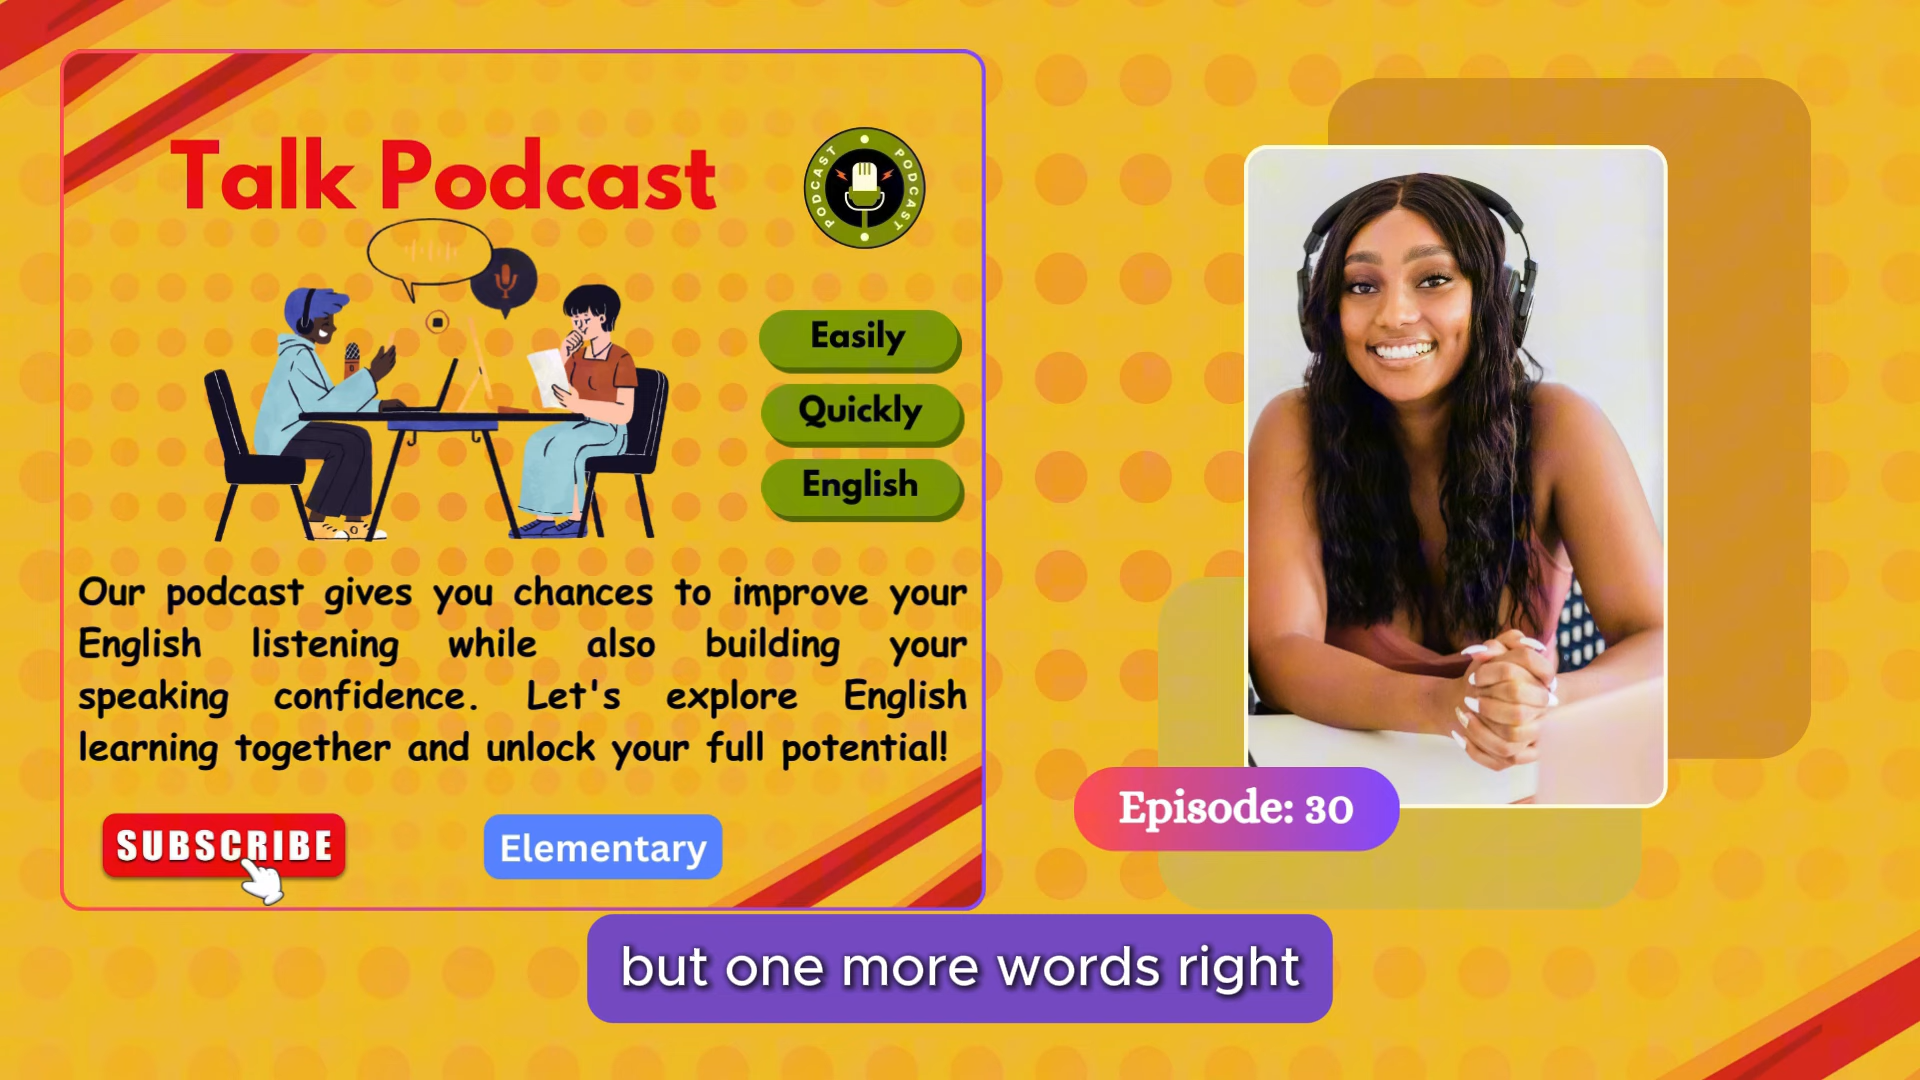 Talk Podcast
PODCAST PODCAST
Easily
Quickly
English
Our podcast gives you chances to improve your
English listening while also building your
speaking confidence. Let's explore English
learning together and unlock your full potential!
SUBSCRIBE
Elementary
Episode: 30
but one more words right